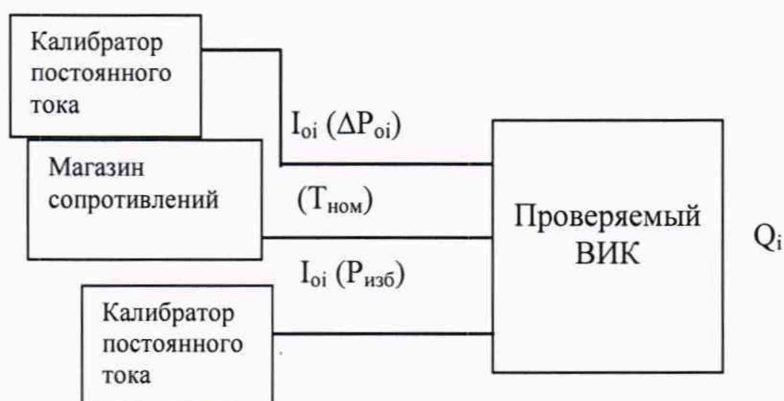 Калибратор
постоянного
тока
I₀ᵢ (ΔP₀ᵢ)
Магазин
сопротивлений
(Tном)
Проверяемый
ВИК
Qᵢ
I₀ᵢ (Pизб)
Калибратор
постоянного
тока